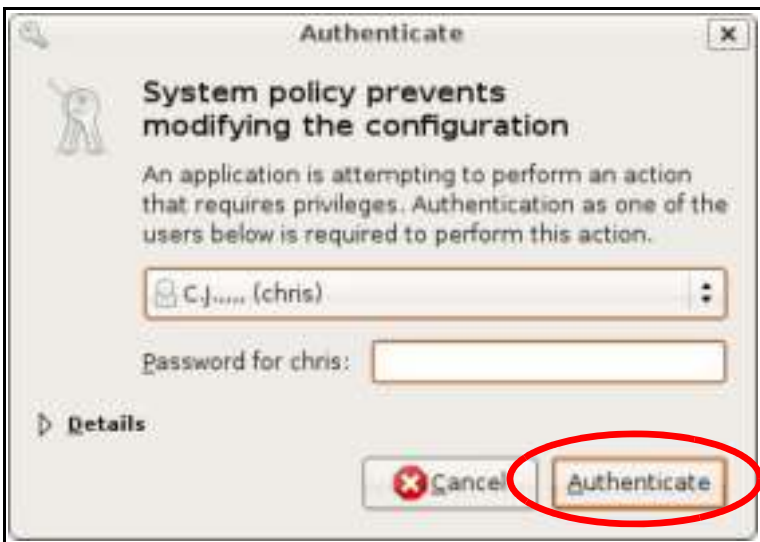 Authenticate
System policy prevents
modifying the configuration
An application is attempting to perform an action
that requires privileges. Authentication as one of the
users below is required to perform this action.
C.J,,,,, (chris)
Password for chris:
Details
Cancel
Authenticate